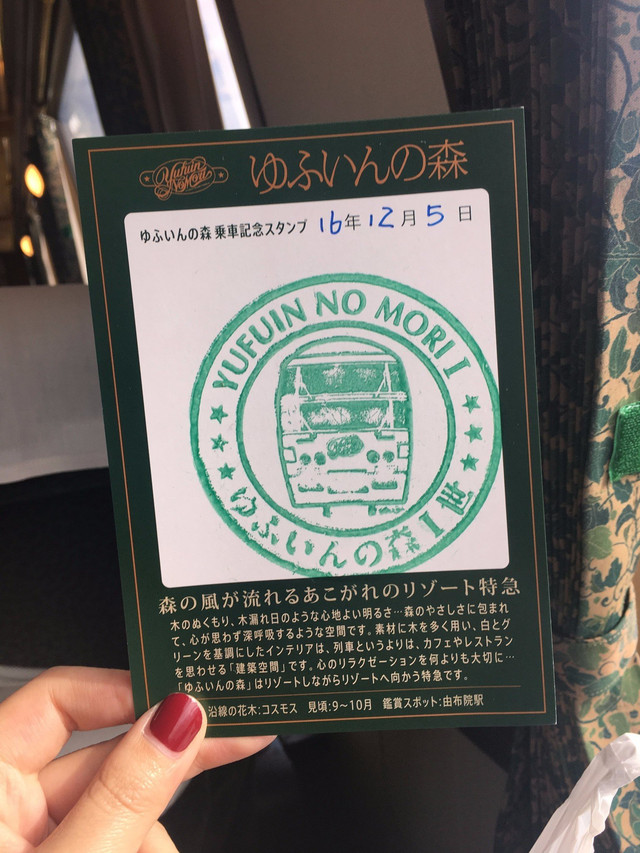 Yufuin NoMori
ゆふいんの森
ゆふいんの森 乗車記念スタンプ 16年12月5日
YUFUIN NO MORI I
ゆふいんの森 I 世
森の風が流れるあこがれのリゾート特急
木のぬくもり、木漏れ日のような心地よい明るさ…森のやさしさに包まれ
て、心が思わず深呼吸するような空間です。素材に木を多く用い、白とグ
リーンを基調にしたインテリアは、列車というよりは、カフェやレストラン
を思わせる「建築空間」です。心のリラクゼーションを何よりも大切に…
「ゆふいんの森」はリゾートしながらリゾートへ向かう特急です。
沿線の花木:コスモス 見頃:9〜10月 鑑賞スポット:由布院駅